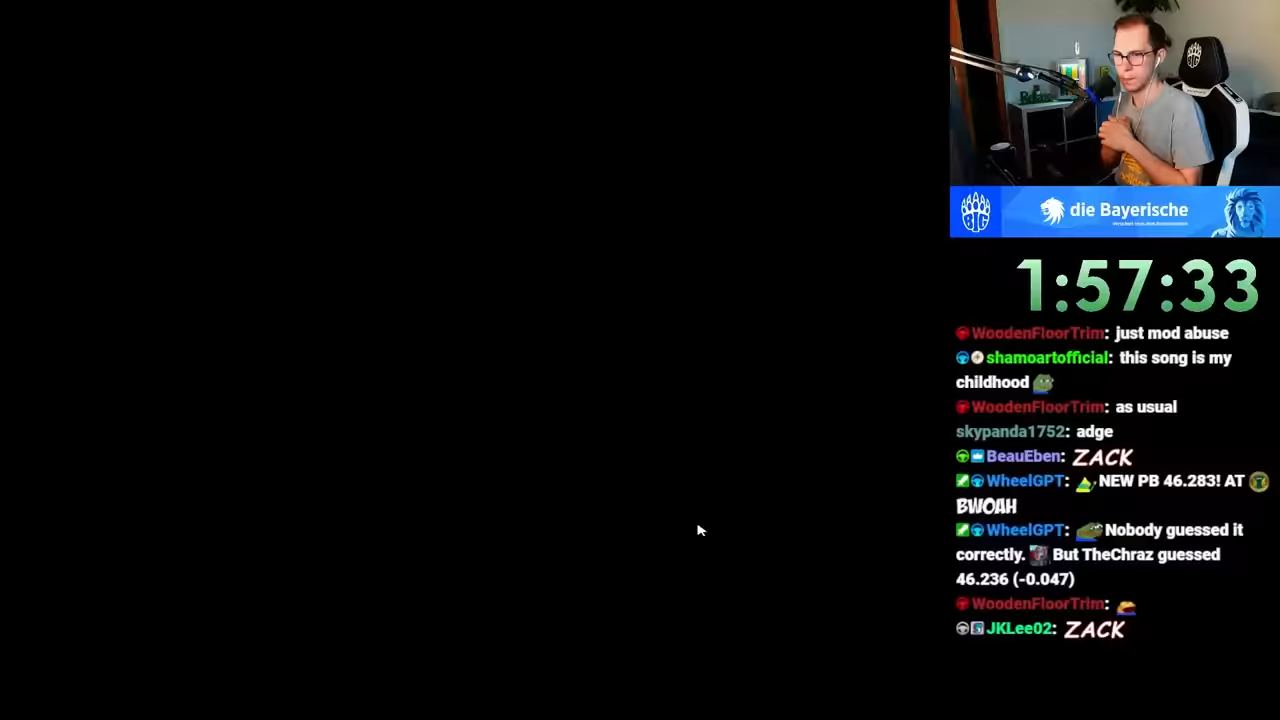 die Bayerische
BIG
1:57:33
WoodenFloorTrim: just mod abuse
shamoartofficial: this song is my
childhood
WoodenFloorTrim: as usual
skypanda1752: adge
BeauEben: ZACK
WheelGPT: NEW PB 46.283! AT
BWOAH
WheelGPT: Nobody guessed it
correctly. But TheChraz guessed
46.236 (-0.047)
WoodenFloorTrim:
JKLee02: ZACK